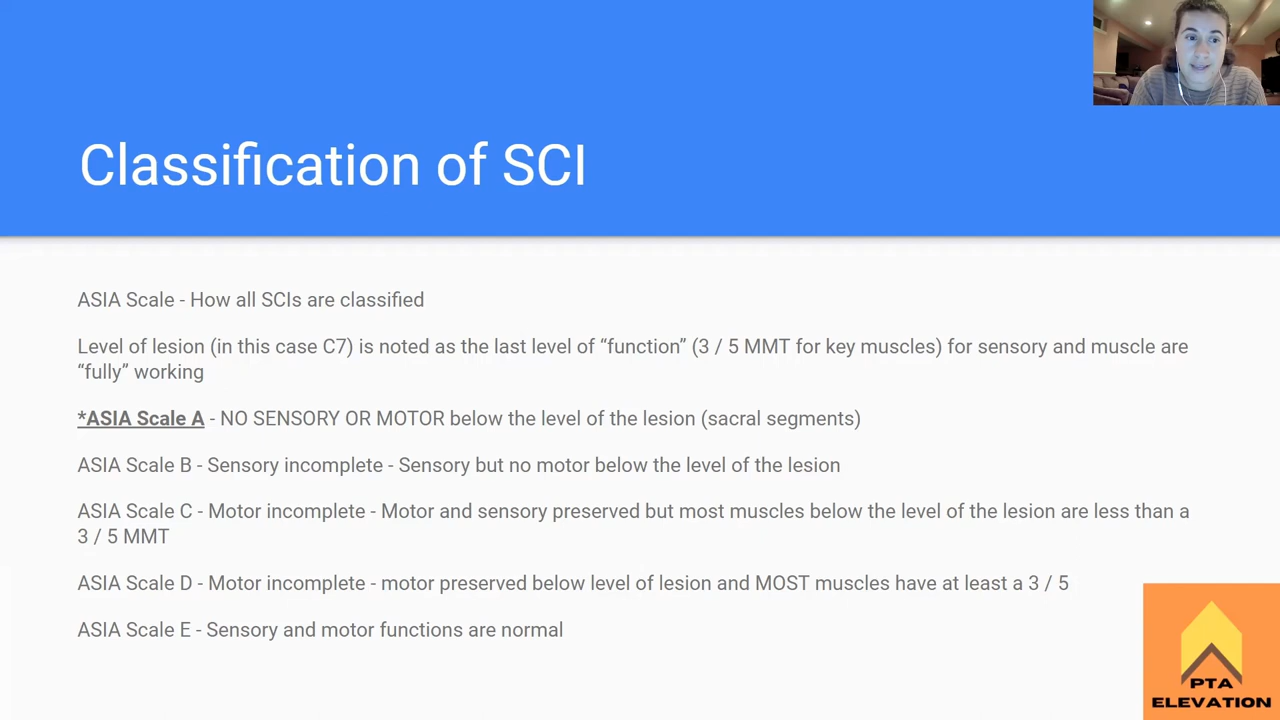 Classification of SCI
ASIA Scale - How all SCIs are classified
Level of lesion (in this case C7) is noted as the last level of “function” (3 / 5 MMT for key muscles) for sensory and muscle are
“fully” working
*ASIA Scale A - NO SENSORY OR MOTOR below the level of the lesion (sacral segments)
ASIA Scale B - Sensory incomplete - Sensory but no motor below the level of the lesion
ASIA Scale C - Motor incomplete - Motor and sensory preserved but most muscles below the level of the lesion are less than a
3 / 5 MMT
ASIA Scale D - Motor incomplete - motor preserved below level of lesion and MOST muscles have at least a 3 / 5
ASIA Scale E - Sensory and motor functions are normal
PTA
ELEVATION